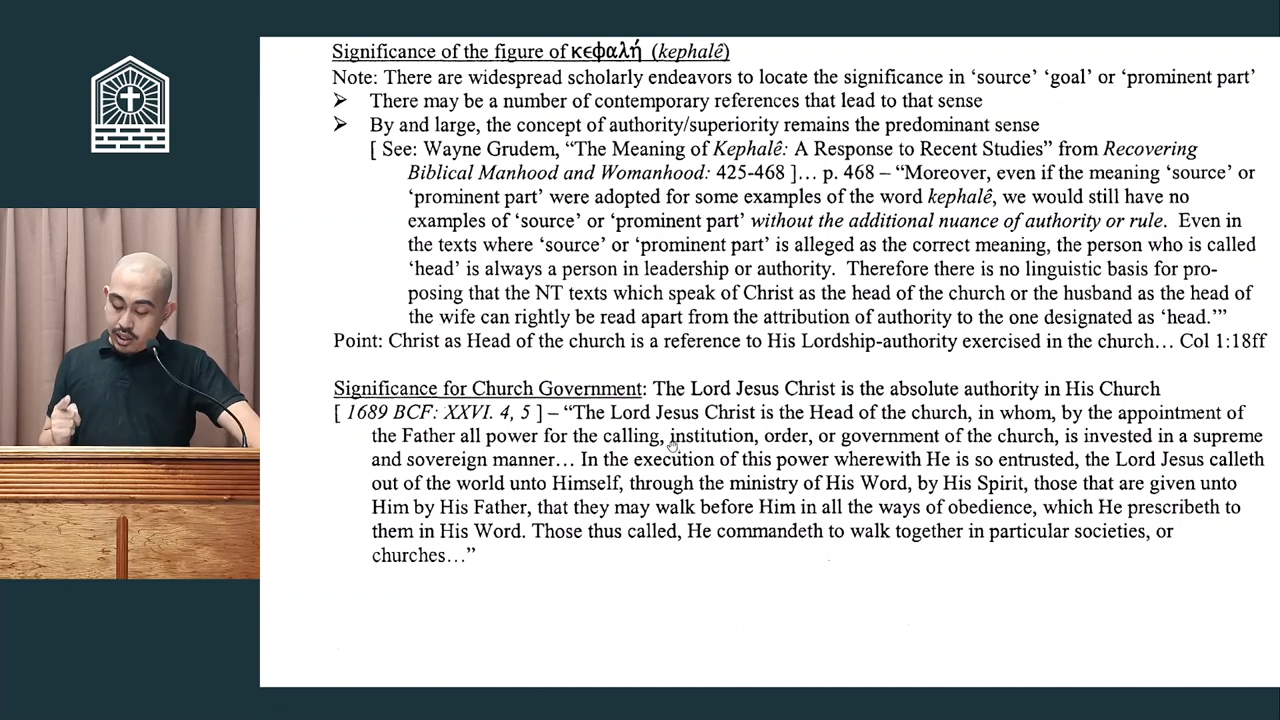 Significance of the figure of κεφαλή (kephalê)
Note: There are widespread scholarly endeavors to locate the significance in ‘source’ ‘goal’ or ‘prominent part’
➢ There may be a number of contemporary references that lead to that sense
➢ By and large, the concept of authority/superiority remains the predominant sense
[ See: Wayne Grudem, “The Meaning of Kephalê: A Response to Recent Studies” from Recovering
Biblical Manhood and Womanhood: 425-468 ]… p. 468 – “Moreover, even if the meaning ‘source’ or
‘prominent part’ were adopted for some examples of the word kephalê, we would still have no
examples of ‘source’ or ‘prominent part’ without the additional nuance of authority or rule. Even in
the texts where ‘source’ or ‘prominent part’ is alleged as the correct meaning, the person who is called
‘head’ is always a person in leadership or authority. Therefore there is no linguistic basis for pro-
posing that the NT texts which speak of Christ as the head of the church or the husband as the head of
the wife can rightly be read apart from the attribution of authority to the one designated as ‘head.’”
Point: Christ as Head of the church is a reference to His Lordship-authority exercised in the church… Col 1:18ff
Significance for Church Government: The Lord Jesus Christ is the absolute authority in His Church
[ 1689 BCF: XXVI. 4, 5 ] – “The Lord Jesus Christ is the Head of the church, in whom, by the appointment of
the Father all power for the calling, institution, order, or government of the church, is invested in a supreme
and sovereign manner… In the execution of this power wherewith He is so entrusted, the Lord Jesus calleth
out of the world unto Himself, through the ministry of His Word, by His Spirit, those that are given unto
Him by His Father, that they may walk before Him in all the ways of obedience, which He prescribeth to
them in His Word. Those thus called, He commandeth to walk together in particular societies, or
churches…”